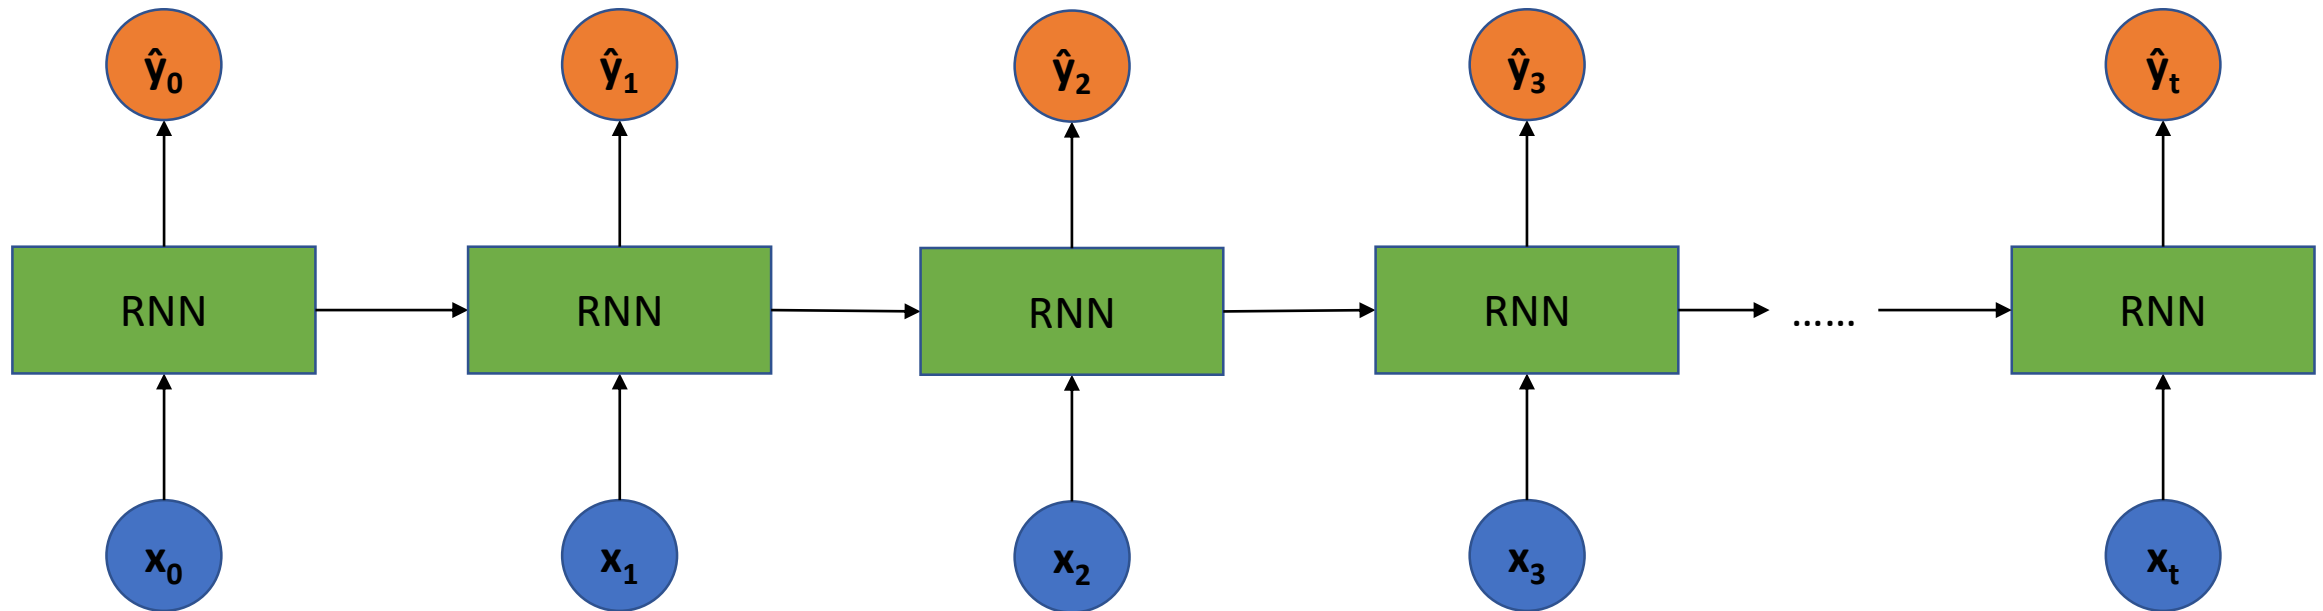 ŷ0 ŷ1 ŷ2 ŷ3 ŷt
RNN RNN RNN RNN ...... RNN
x0 x1 x2 x3 xt